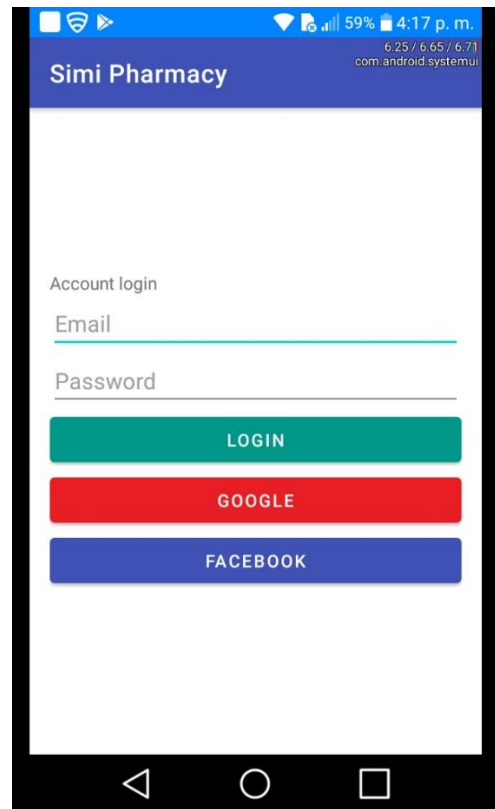 59% 4:17 p. m.
6.25 / 6.65 / 6.71
com.android.systemui
Simi Pharmacy
Account login
Email
Password
LOGIN
GOOGLE
FACEBOOK